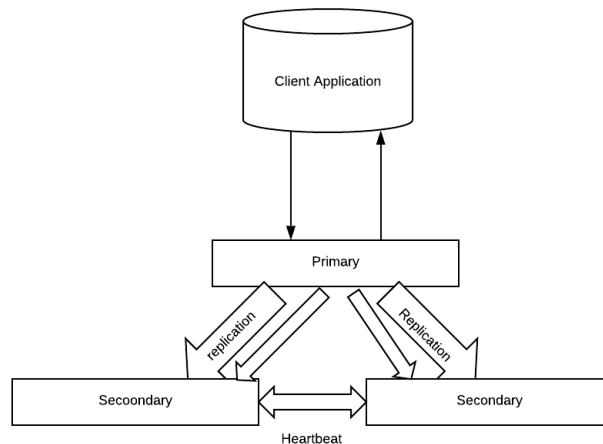 Client Application
Primary
replication
Replication
Secoondary
Secondary
Heartbeat